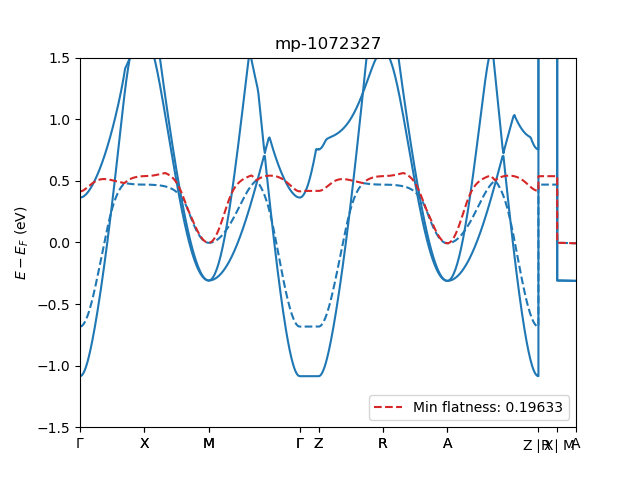 mp-1072327
E − E_F (eV)
1.5
1.0
0.5
0.0
−0.5
−1.0
−1.5
Min flatness: 0.19633
Γ X M Γ Z R A Z | R X | M A